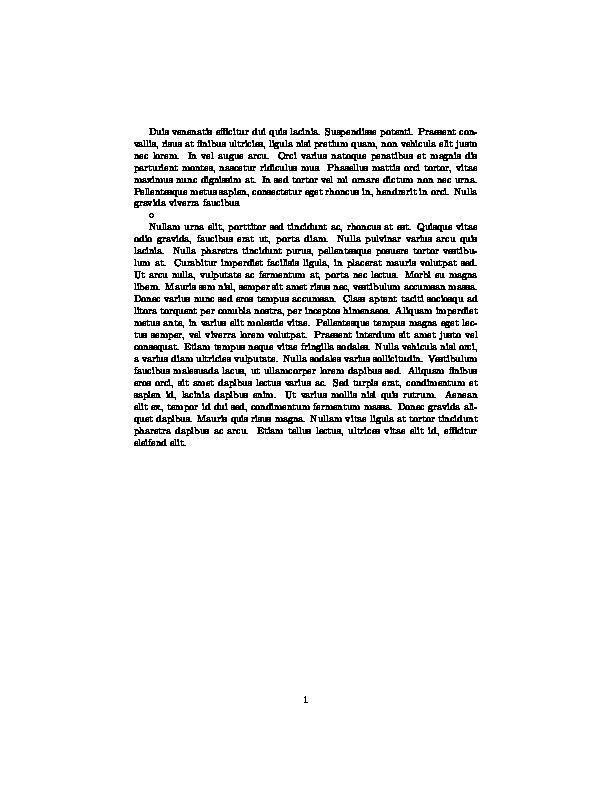 Duis venenatis efficitur dui quis lacinia. Suspendisse potenti. Praesent con-
vallis, risus at finibus ultricies, ligula nisi pretium quam, non vehicula elit justo
nec lorem. In vel augue arcu. Orci varius natoque penatibus et magnis dis
parturient montes, nascetur ridiculus mus. Phasellus mattis orci tortor, vitae
maximus nunc dignissim at. In sed tortor vel mi ornare dictum non nec urna.
Pellentesque metus sapien, consectetur eget rhoncus in, hendrerit in orci. Nulla
gravida viverra faucibus.
o
Nullam urna elit, porttitor sed tincidunt ac, rhoncus at est. Quisque vitae
odio gravida, faucibus erat ut, porta diam. Nulla pulvinar varius arcu quis
lacinia. Nulla pharetra tincidunt purus, pellentesque posuere tortor vestibu-
lum at. Curabitur imperdiet facilisis ligula, in placerat mauris volutpat sed.
Ut arcu nulla, vulputate ac fermentum at, porta nec lectus. Morbi eu magna
libero. Mauris sem nisl, semper sit amet risus nec, vestibulum accumsan massa.
Donec varius nunc sed eros tempus accumsan. Class aptent taciti sociosqu ad
litora torquent per conubia nostra, per inceptos himenaeos. Aliquam imperdiet
metus ante, in varius elit molestie vitae. Pellentesque tempus magna eget lec-
tus semper, vel viverra lorem volutpat. Praesent interdum sit amet justo vel
consequat. Etiam tempus neque vitae fringilla sodales. Nulla vehicula nisl orci,
a varius diam ultricies vulputate. Nulla sodales varius sollicitudin. Vestibulum
faucibus malesuada lacus, ut ullamcorper lorem dapibus sed. Aliquam finibus
eros orci, sit amet dapibus lectus varius ac. Sed turpis erat, condimentum et
sapien id, lacinia dapibus enim. Ut varius mollis nisl quis rutrum. Aenean
elit ex, tempor id dui sed, condimentum fermentum massa. Donec gravida ali-
quet dapibus. Mauris quis risus magna. Nullam vitae ligula at tortor tincidunt
pharetra dapibus ac arcu. Etiam tellus lectus, ultrices vitae elit id, efficitur
eleifend elit.
1